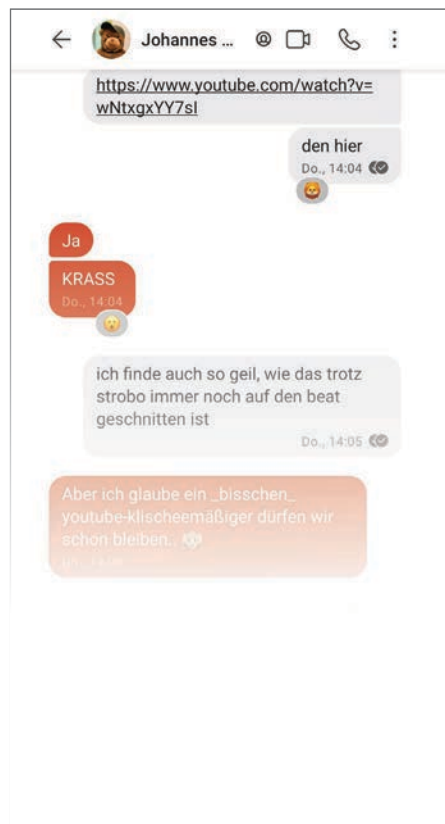 Johannes ...
https://www.youtube.com/watch?v=
wNtxgxYY7sI
den hier
Do., 14:04
Ja
KRASS
Do., 14:04
ich finde auch so geil, wie das trotz
strobo immer noch auf den beat
geschnitten ist
Do., 14:05
Aber ich glaube ein _bisschen_
youtube-klischeemäßiger dürfen wir
schon bleiben..